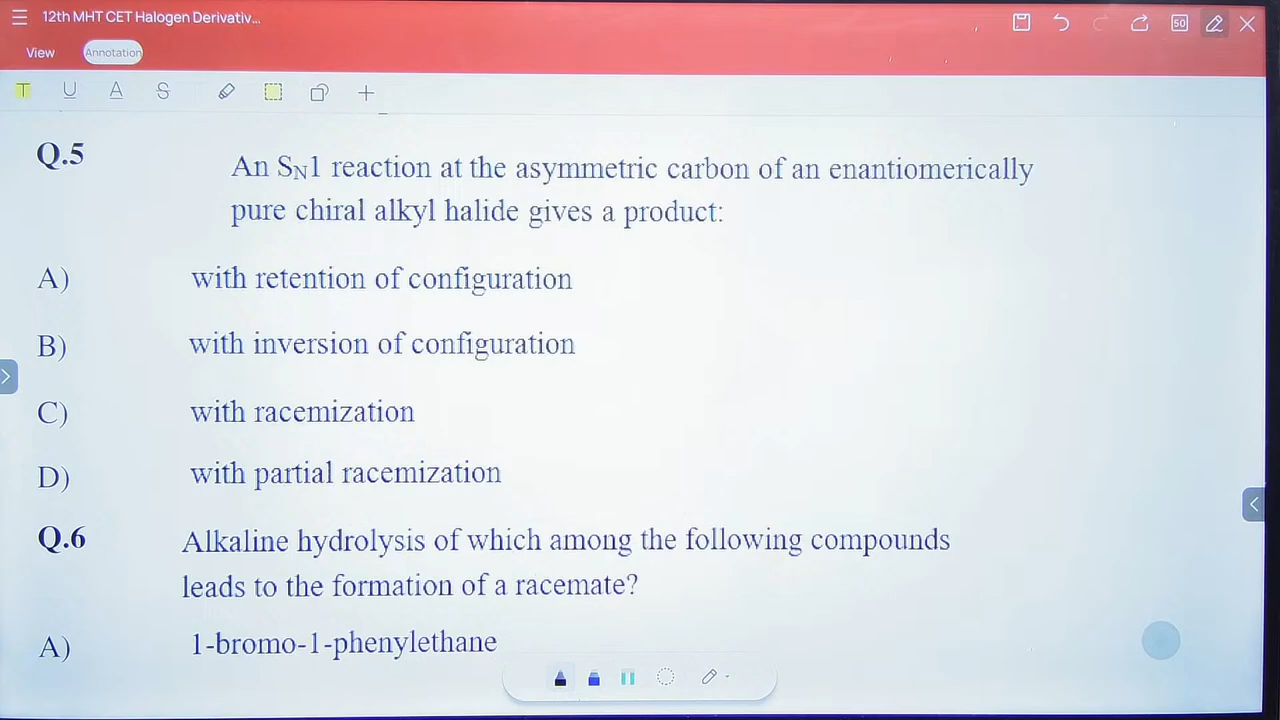 12th MHT CET Halogen Derivativ...
50
View
Annotation
T U A S
Q.5
An SN1 reaction at the asymmetric carbon of an enantiomerically
pure chiral alkyl halide gives a product:
A) with retention of configuration
B) with inversion of configuration
C) with racemization
D) with partial racemization
Q.6 Alkaline hydrolysis of which among the following compounds
leads to the formation of a racemate?
A) 1-bromo-1-phenylethane